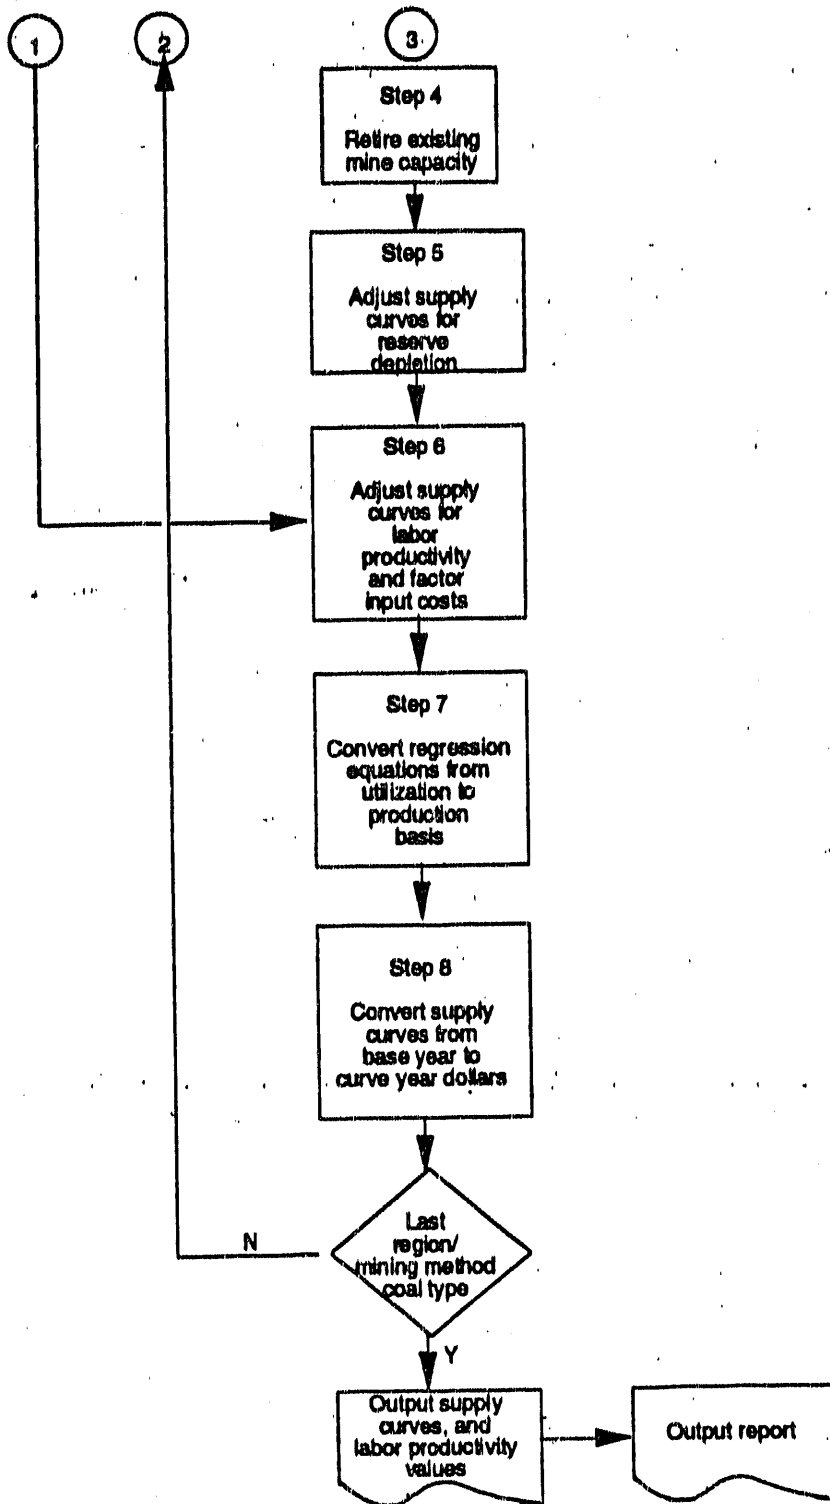 1
2
3
Step 4
Retire existing
mine capacity
Step 5
Adjust supply
curves for
reserve
depletion
Step 6
Adjust supply
curves for
labor
productivity
and factor
input costs
Step 7
Convert regression
equations from
utilization to
production
basis
Step 8
Convert supply
curves from
base year to
curve year dollars
Last
region/
mining method
coal type
N
Y
Output supply
curves, and
labor productivity
values
Output report